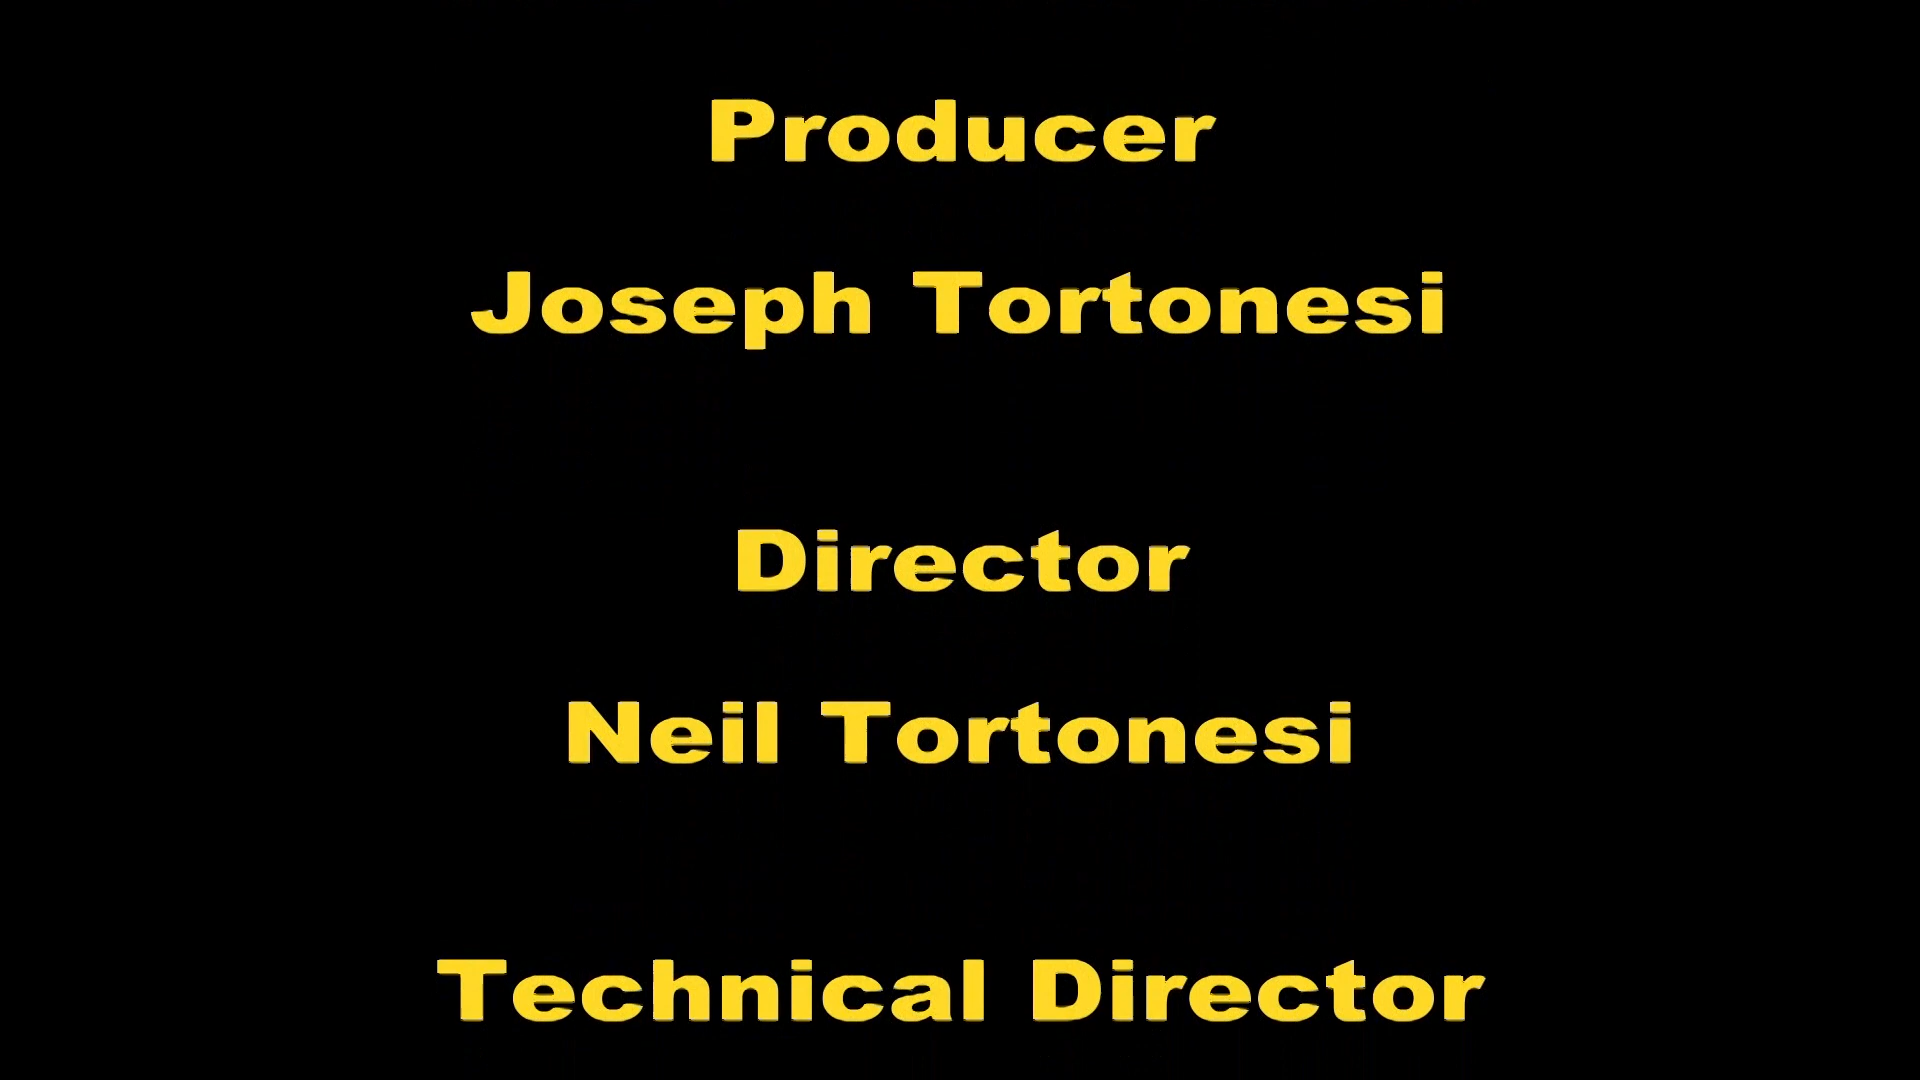 Producer
Joseph Tortonesi
Director
Neil Tortonesi
Technical Director